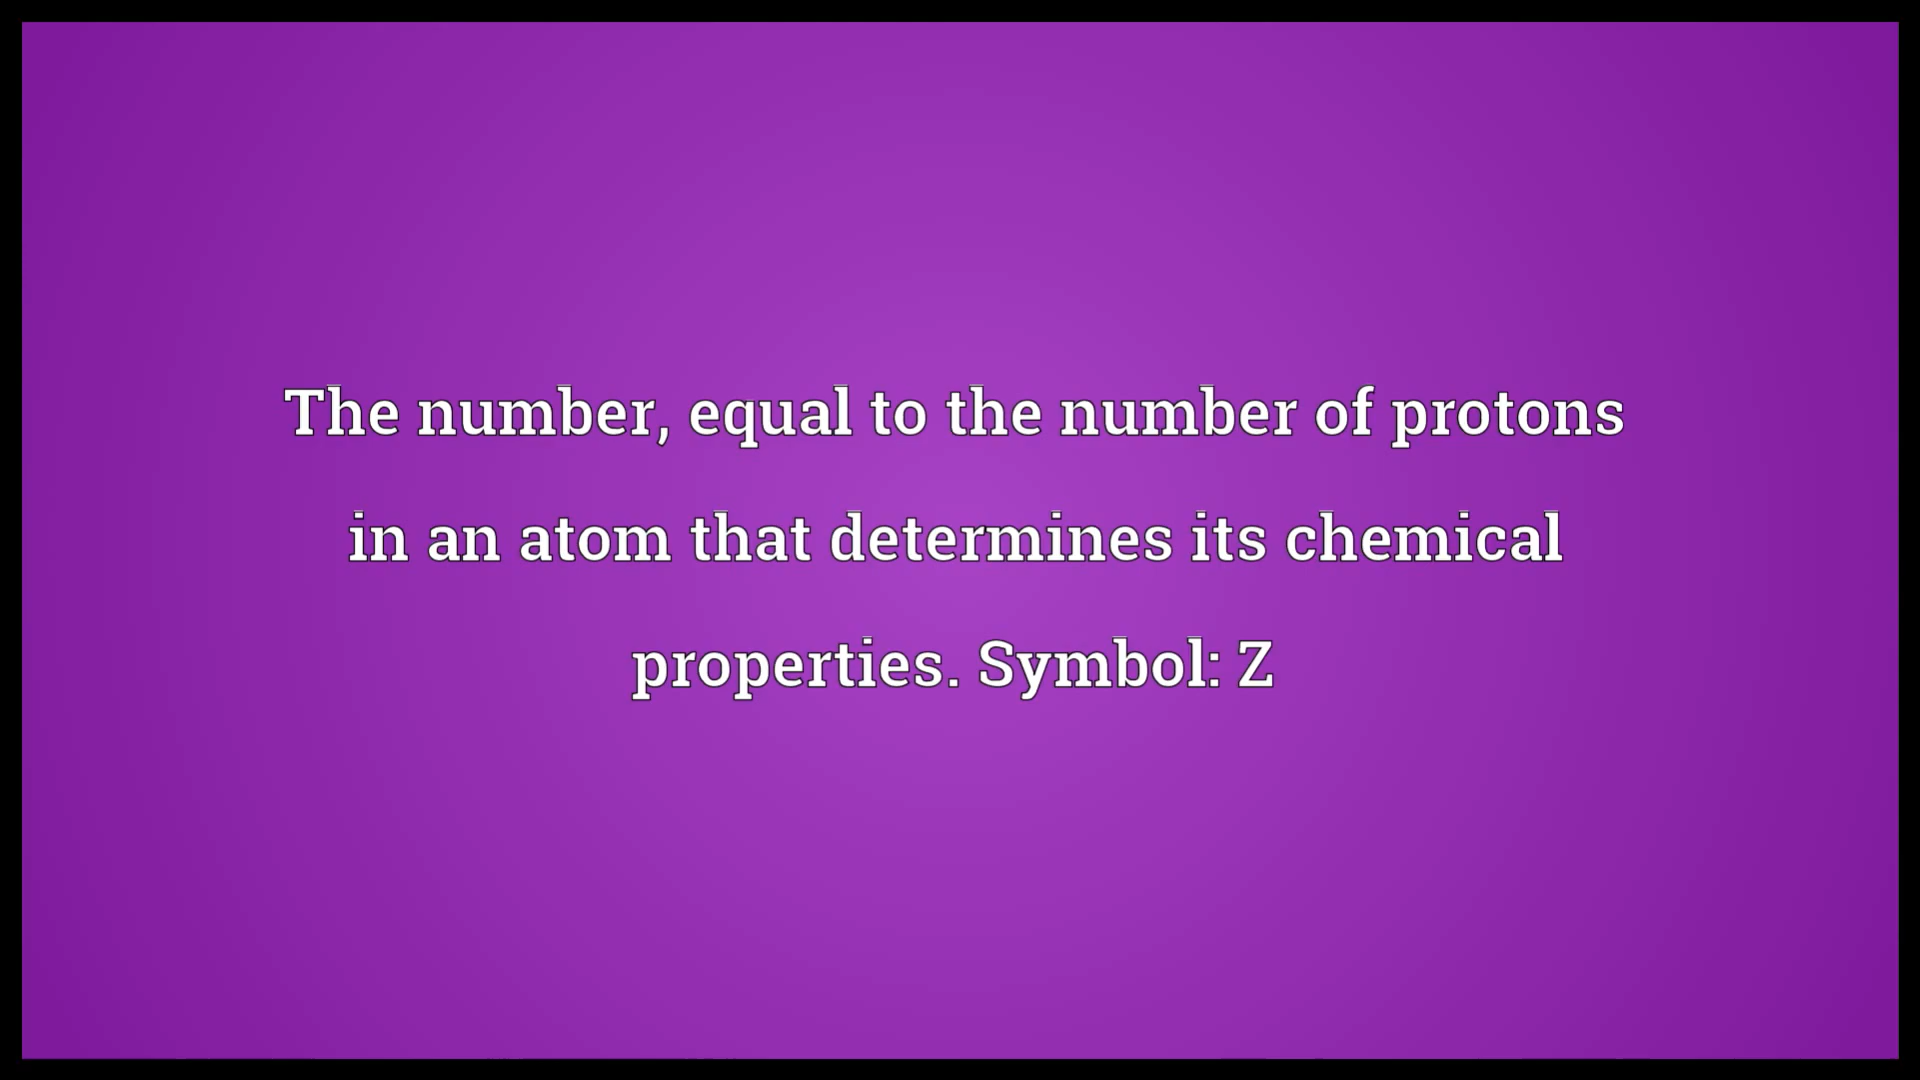 The number, equal to the number of protons
in an atom that determines its chemical
properties. Symbol: Z